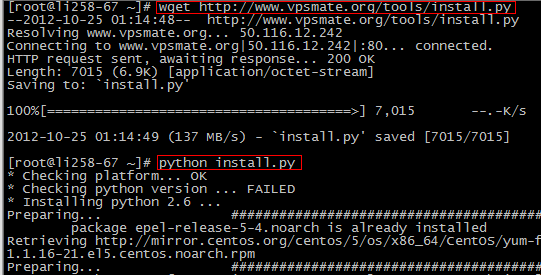 [root@li258-67 ~]# wget http://www.vpsmate.org/tools/install.py
--2012-10-25 01:14:48--  http://www.vpsmate.org/tools/install.py
Resolving www.vpsmate.org... 50.116.12.242
Connecting to www.vpsmate.org|50.116.12.242|:80... connected.
HTTP request sent, awaiting response... 200 OK
Length: 7015 (6.9K) [application/octet-stream]
Saving to: `install.py'
100%[======================================>] 7,015       --.-K/s
2012-10-25 01:14:49 (137 MB/s) - `install.py' saved [7015/7015]
[root@li258-67 ~]# python install.py
* Checking platform... OK
* Checking python version ... FAILED
* Installing python 2.6 ...
Preparing...                ####################################
        package epel-release-5-4.noarch is already installed
Retrieving http://mirror.centos.org/centos/5/os/x86_64/CentOS/yum-f
1.1.16-21.el5.centos.noarch.rpm
Preparing...                ####################################